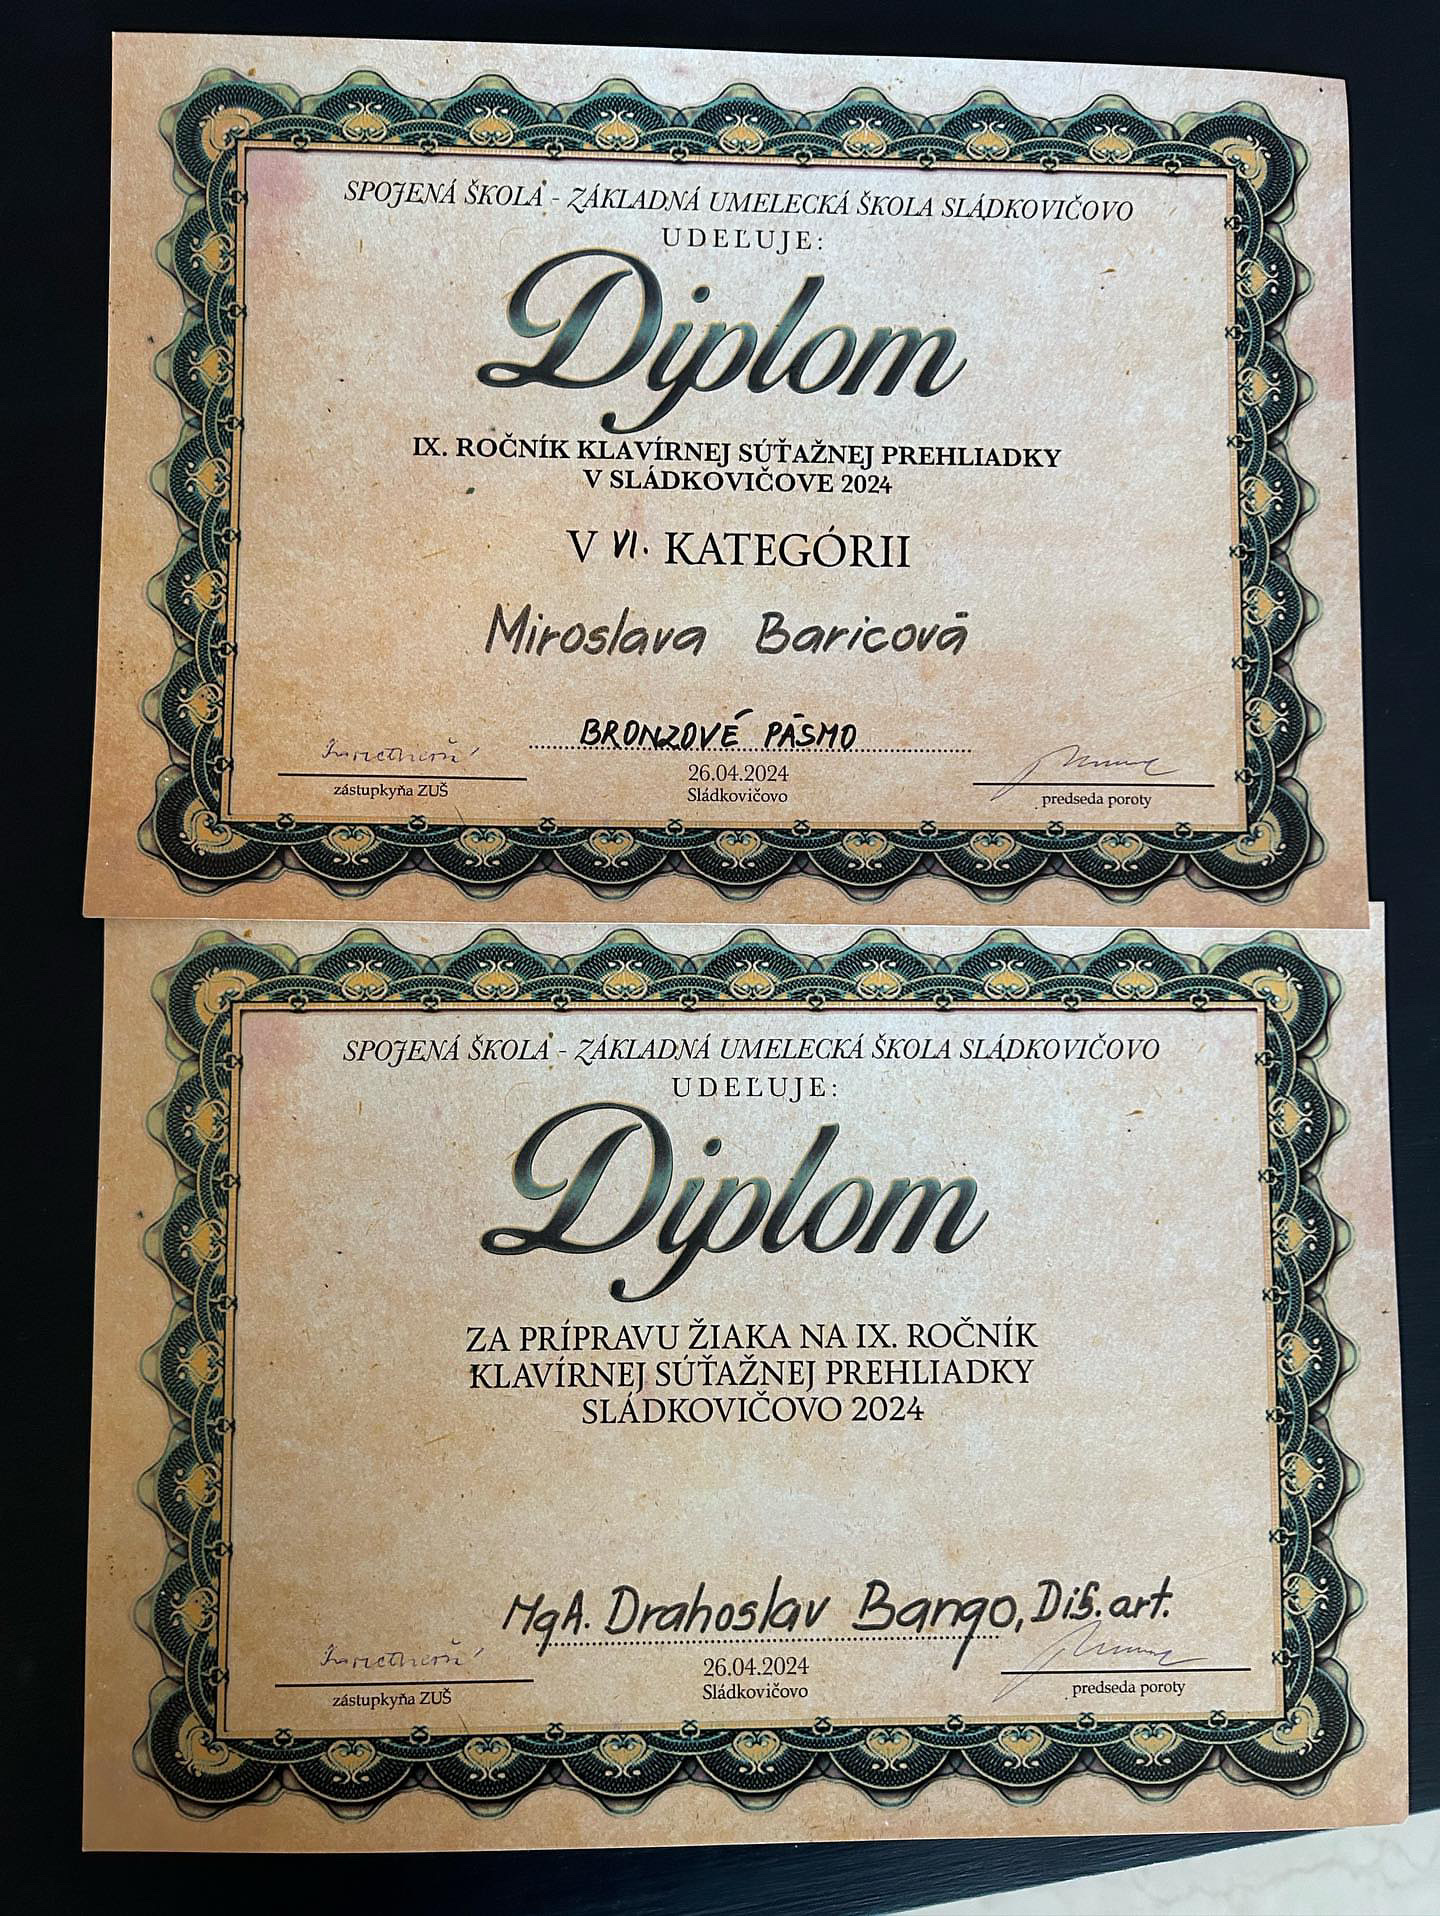 SPOJENÁ ŠKOLA - ZÁKLADNÁ UMELECKÁ ŠKOLA SLÁDKOVIČOVO
UDEĽUJE:
Diplom
IX. ROČNÍK KLAVÍRNEJ SÚŤAŽNEJ PREHLIADKY
V SLÁDKOVIČOVE 2024
V VI. KATEGÓRII
Miroslava Baricová
BRONZOVÉ PÁSMO
26.04.2024
Sládkovičovo
zástupkyňa ZUŠ
predseda poroty
SPOJENÁ ŠKOLA - ZÁKLADNÁ UMELECKÁ ŠKOLA SLÁDKOVIČOVO
UDEĽUJE:
Diplom
ZA PRÍPRAVU ŽIAKA NA IX. ROČNÍK
KLAVÍRNEJ SÚŤAŽNEJ PREHLIADKY
SLÁDKOVIČOVO 2024
MgA. Drahoslav Bango, DiS. art.
26.04.2024
Sládkovičovo
zástupkyňa ZUŠ
predseda poroty